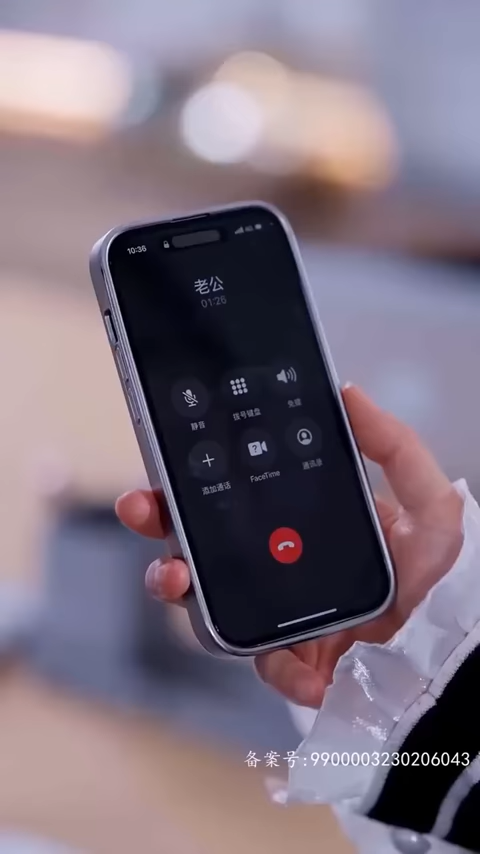 10:36
4G
老公
01:26
静音
拨号键盘
免提
添加通话
FaceTime
通讯录
备案号:9900003230206043